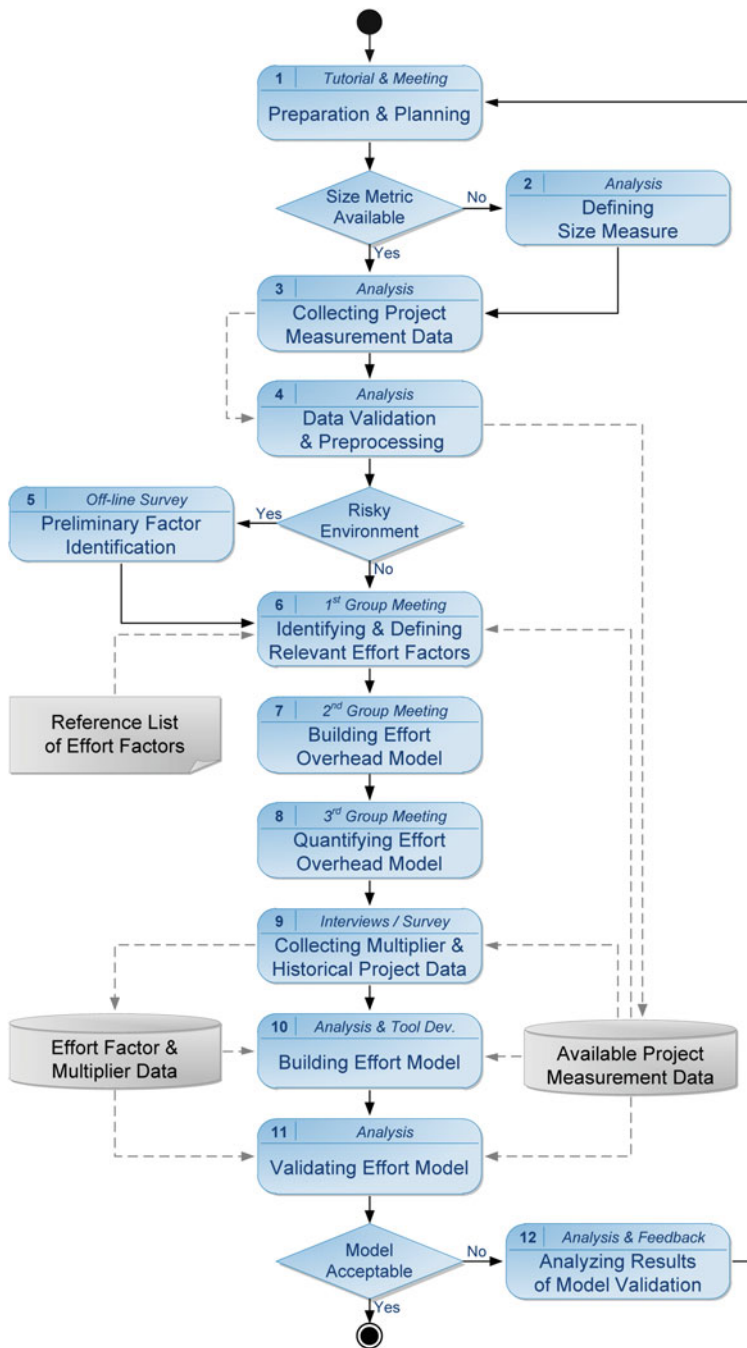 1 Tutorial & Meeting
Preparation & Planning
Size Metric
Available
No
Yes
2 Analysis
Defining
Size Measure
3 Analysis
Collecting Project
Measurement Data
4 Analysis
Data Validation
& Preprocessing
5 Off-line Survey
Preliminary Factor
Identification
Yes
Risky
Environment
No
6 1st Group Meeting
Identifying & Defining
Relevant Effort Factors
Reference List
of Effort Factors
7 2nd Group Meeting
Building Effort
Overhead Model
8 3rd Group Meeting
Quantifying Effort
Overhead Model
9 Interviews / Survey
Collecting Multiplier &
Historical Project Data
Effort Factor &
Multiplier Data
10 Analysis & Tool Dev.
Building Effort Model
Available Project
Measurement Data
11 Analysis
Validating Effort Model
Model
Acceptable
No
Yes
12 Analysis & Feedback
Analyzing Results
of Model Validation